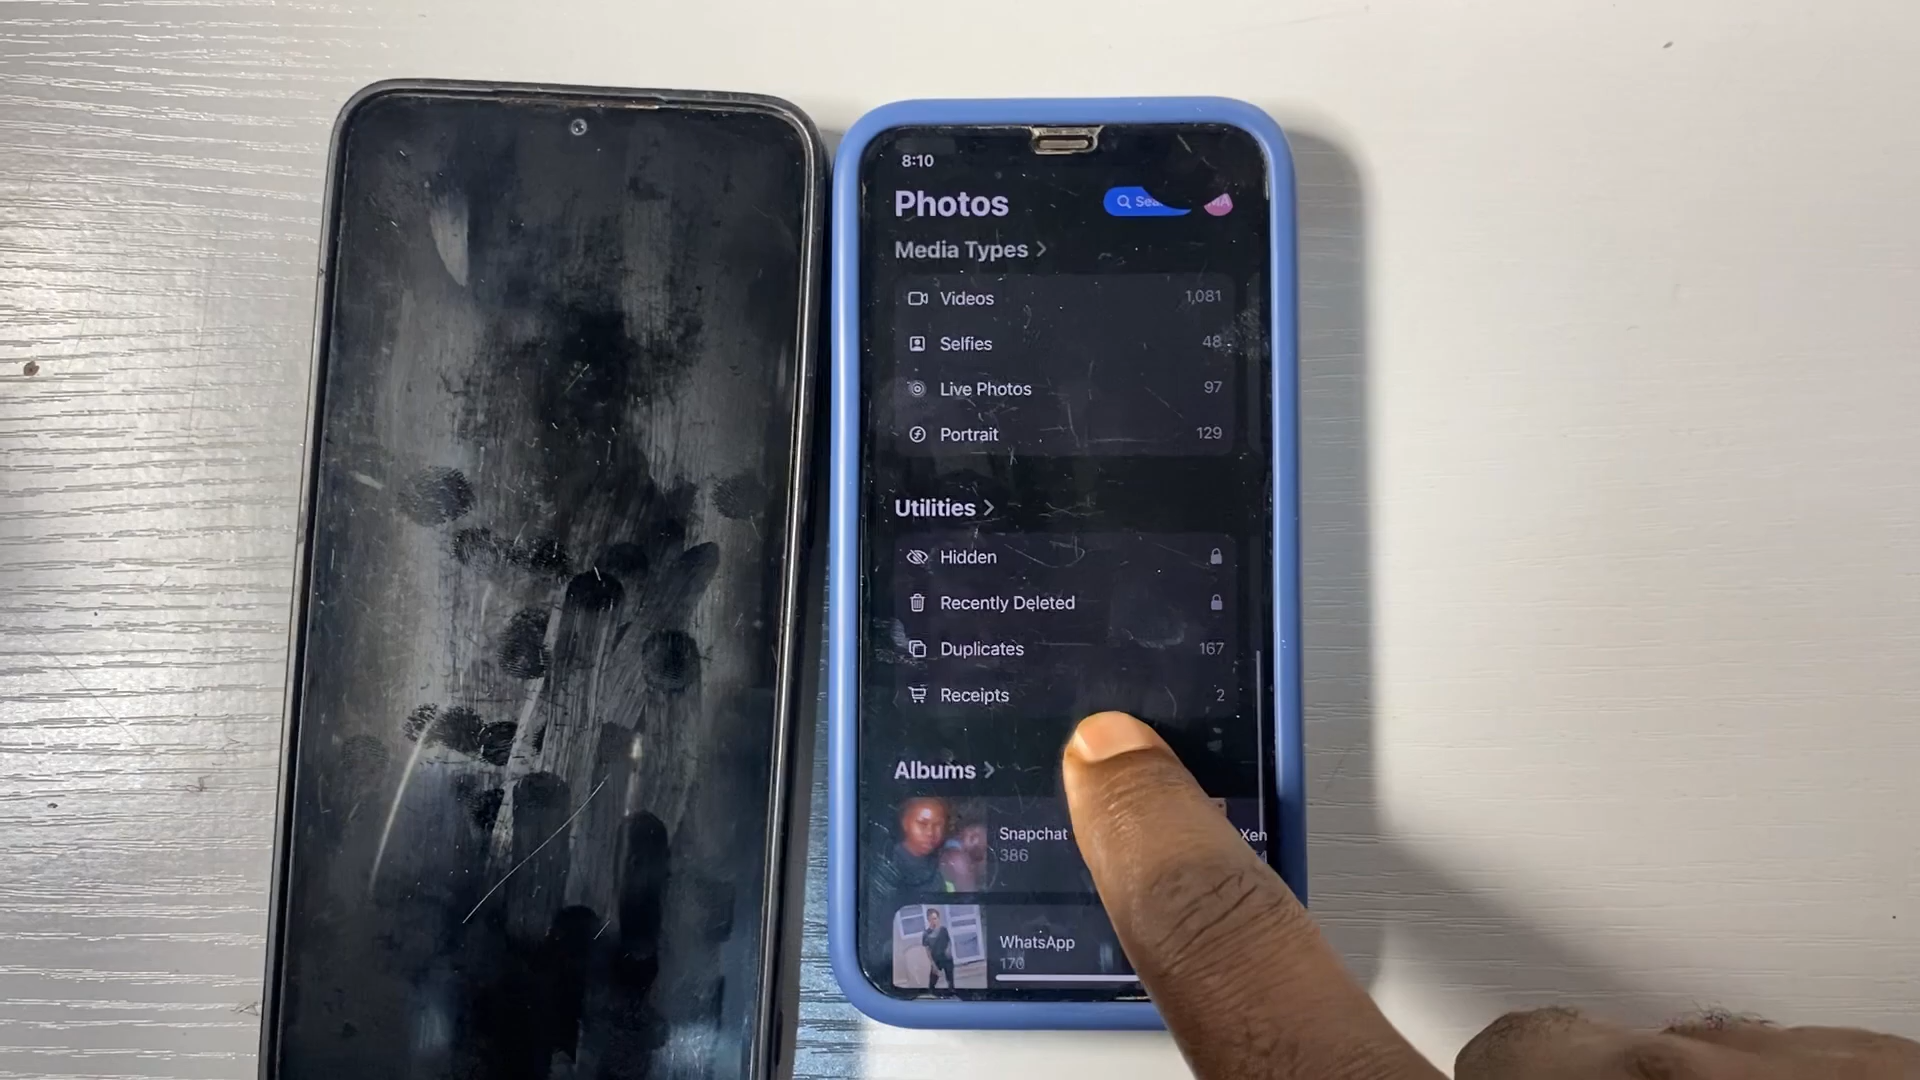 8:10
Photos
MA
Media Types >
Videos 1,081
Selfies 48
Live Photos 97
Portrait 129
Utilities >
Hidden
Recently Deleted
Duplicates 167
Receipts 2
Albums >
Snapchat
386
WhatsApp
170